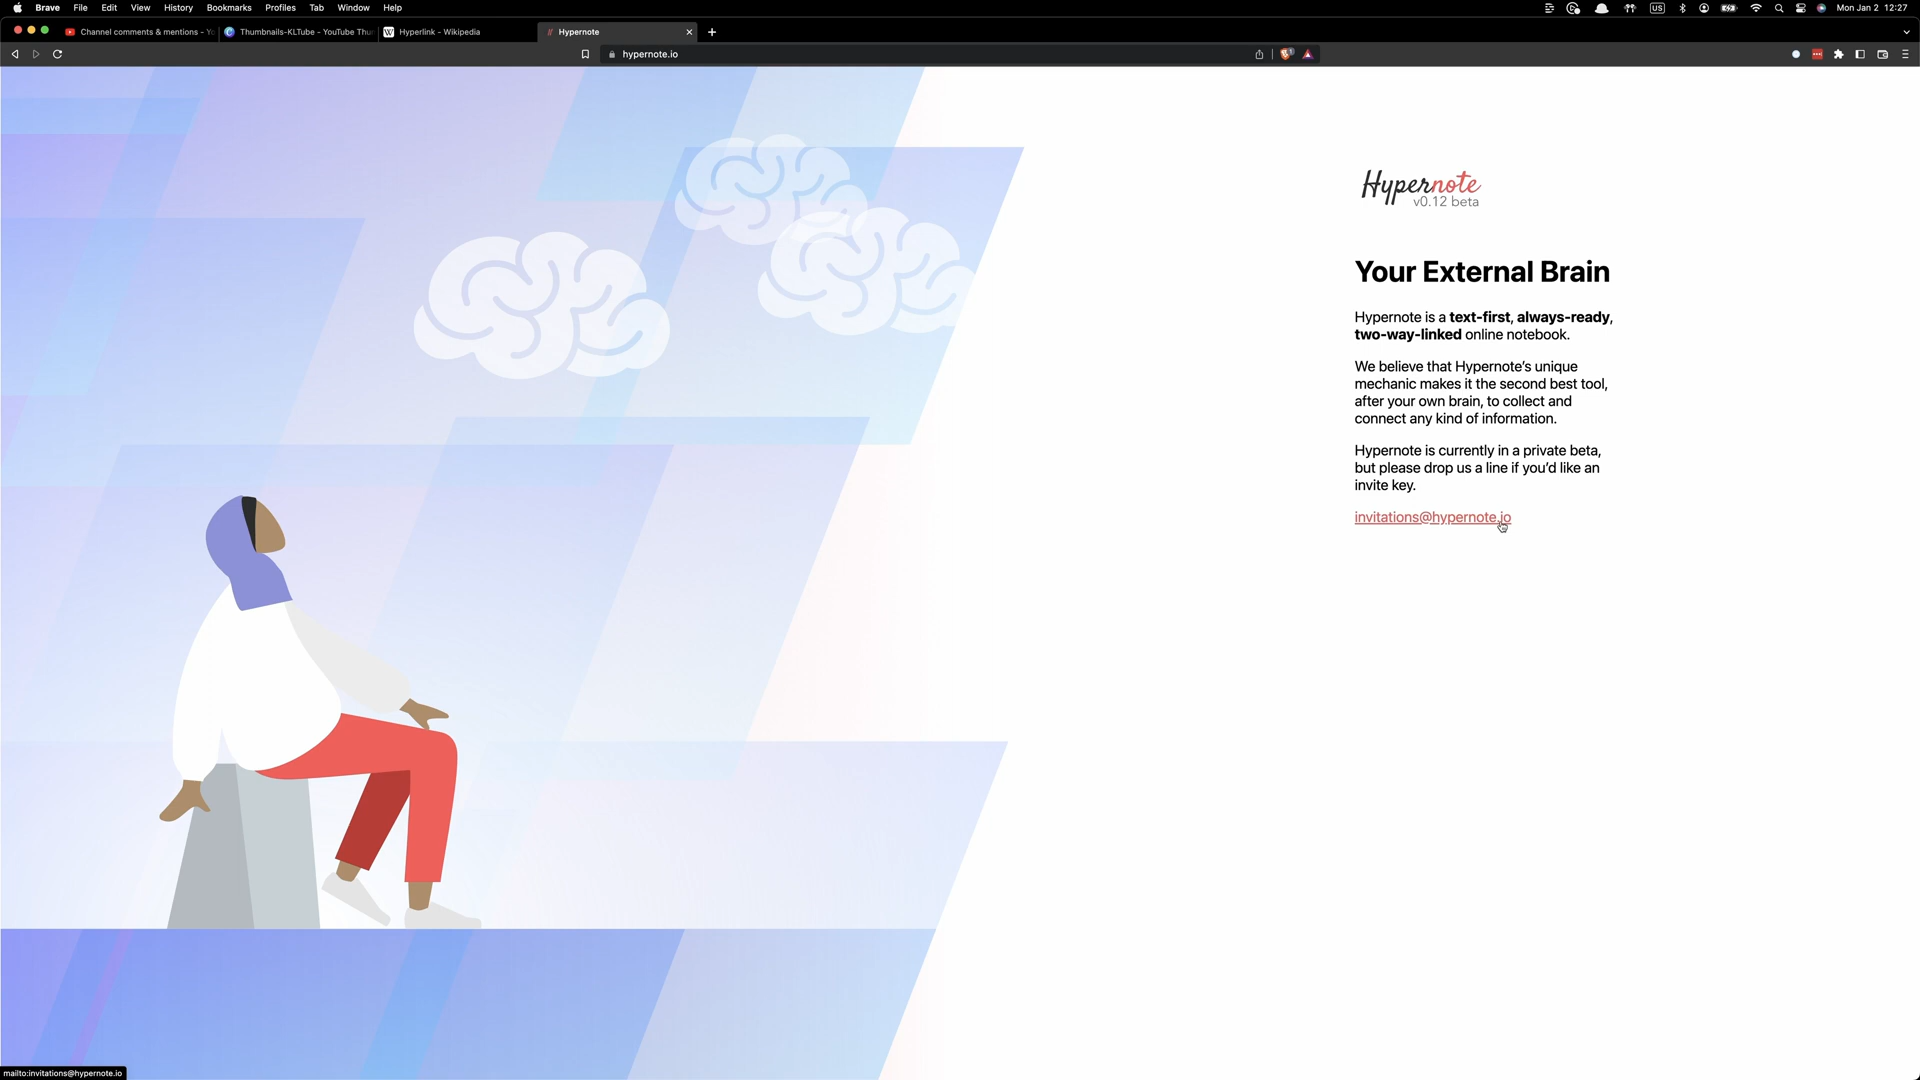 Brave File Edit View History Bookmarks Profiles Tab Window Help
US
Mon Jan 2 12:27
Channel comments & mentions - Yo
Thumbnails-KLTube - YouTube Thu
Hyperlink - Wikipedia
Hypernote
hypernote.io
Hypernote
v0.12 beta
Your External Brain
Hypernote is a text-first, always-ready,
two-way-linked online notebook.
We believe that Hypernote’s unique
mechanic makes it the second best tool,
after your own brain, to collect and
connect any kind of information.
Hypernote is currently in a private beta,
but please drop us a line if you’d like an
invite key.
invitations@hypernote.io
mailto:invitations@hypernote.io